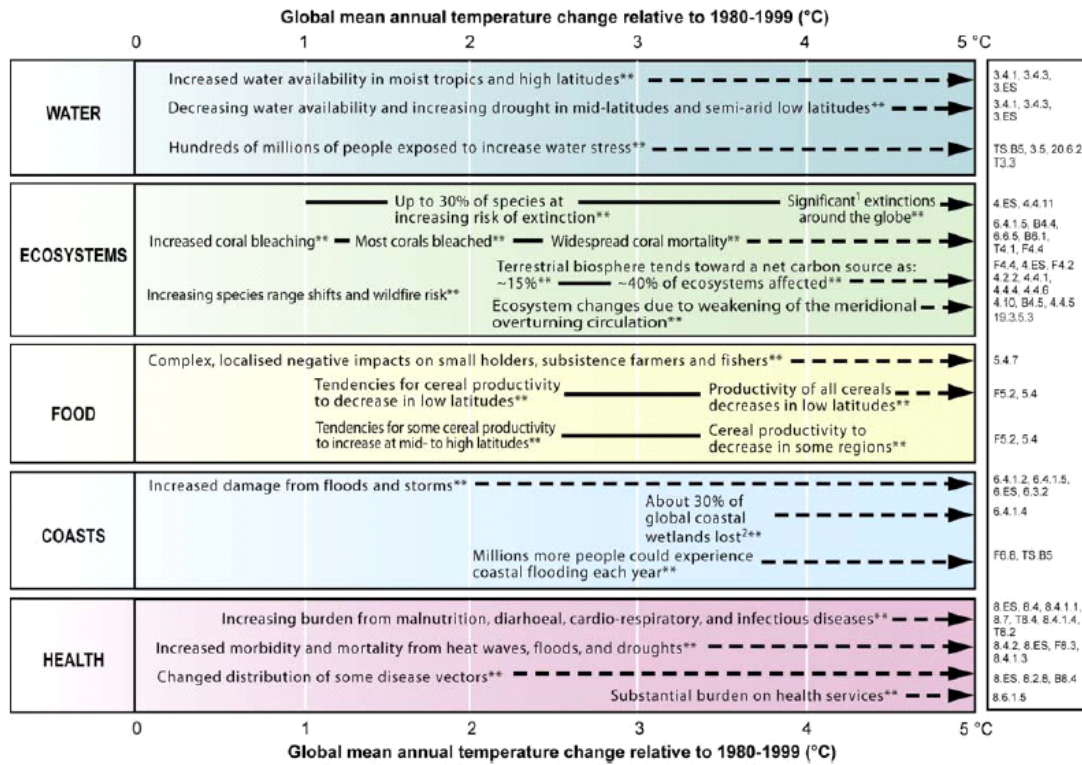 Global mean annual temperature change relative to 1980-1999 (°C)
0 1 2 3 4 5 °C
WATER
Increased water availability in moist tropics and high latitudes**
3.4.1, 3.4.3,
3.ES
Decreasing water availability and increasing drought in mid-latitudes and semi-arid low latitudes**
3.4.1, 3.4.3,
3.ES
Hundreds of millions of people exposed to increase water stress**
TS.B5, 3.5, 20.6.2
T3.3
ECOSYSTEMS
Up to 30% of species at
increasing risk of extinction**
Significant¹ extinctions
around the globe**
4.ES, 4.4.11
Increased coral bleaching** Most corals bleached** Widespread coral mortality**
6.4.1.5, B4.4,
6.6.5, B6.1,
T4.1, F4.4
Terrestrial biosphere tends toward a net carbon source as:
~15%** ~40% of ecosystems affected**
Increasing species range shifts and wildfire risk**
F4.4, 4.ES, F4.2
4.2.2, 4.4.1,
4.4.4, 4.4.6
4.10, B4.5, 4.4.5
19.3.5.3
Ecosystem changes due to weakening of the meridional
overturning circulation**
FOOD
Complex, localised negative impacts on small holders, subsistence farmers and fishers**
5.4.7
Tendencies for cereal productivity
to decrease in low latitudes**
Productivity of all cereals
decreases in low latitudes**
F5.2, 5.4
Tendencies for some cereal productivity
to increase at mid- to high latitudes**
Cereal productivity to
decrease in some regions**
F5.2, 5.4
COASTS
Increased damage from floods and storms**
6.4.1.2, 6.4.1.5,
6.ES, 6.3.2
About 30% of
global coastal
wetlands lost²**
6.4.1.4
Millions more people could experience
coastal flooding each year**
F6.8, TS.B5
HEALTH
Increasing burden from malnutrition, diarhoeal, cardio-respiratory, and infectious diseases**
8.ES, 8.4, 8.4.1.1,
8.7, T8.4, 8.4.1.4,
T8.2
Increased morbidity and mortality from heat waves, floods, and droughts**
8.4.2, 8.ES, F8.3,
8.4.1.3
Changed distribution of some disease vectors**
8.ES, 8.2.8, B8.4
Substantial burden on health services**
8.6.1.5
0 1 2 3 4 5 °C
Global mean annual temperature change relative to 1980-1999 (°C)